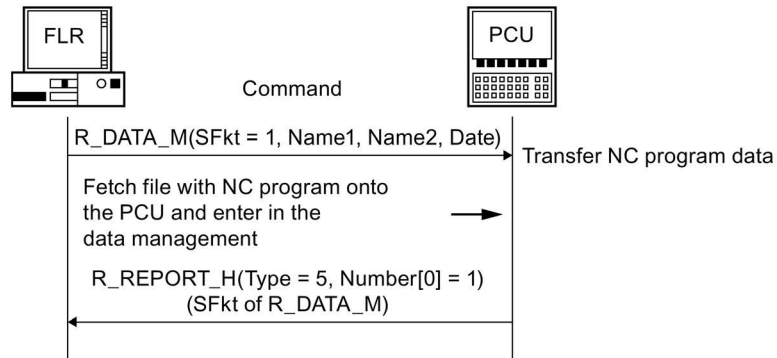 FLR
PCU
Command
R_DATA_M(SFkt = 1, Name1, Name2, Date)
Transfer NC program data
Fetch file with NC program onto
the PCU and enter in the
data management
R_REPORT_H(Type = 5, Number[0] = 1)
(SFkt of R_DATA_M)